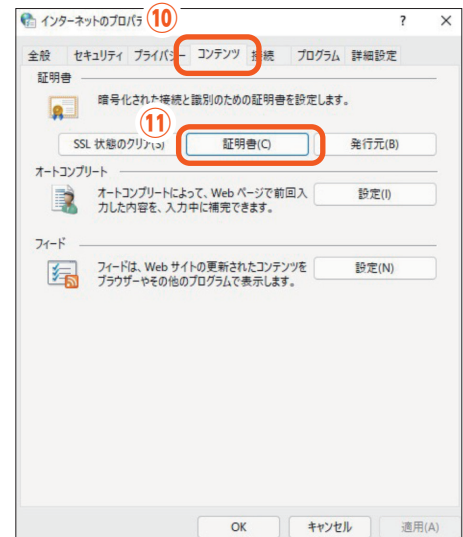 インターネットのプロパテ ⑩ ? ×
全般 セキュリティ プライバシー コンテンツ 接続 プログラム 詳細設定
証明書
暗号化された接続と識別のための証明書を設定します。
⑪
SSL 状態のクリア(S) 証明書(C) 発行元(B)
オートコンプリート
オートコンプリートによって、Web ページで前回入
力した内容を、入力中に補完できます。
設定(I)
フィード
フィードは、Web サイトの更新されたコンテンツを
ブラウザーやその他のプログラムで表示します。
設定(N)
OK キャンセル 適用(A)